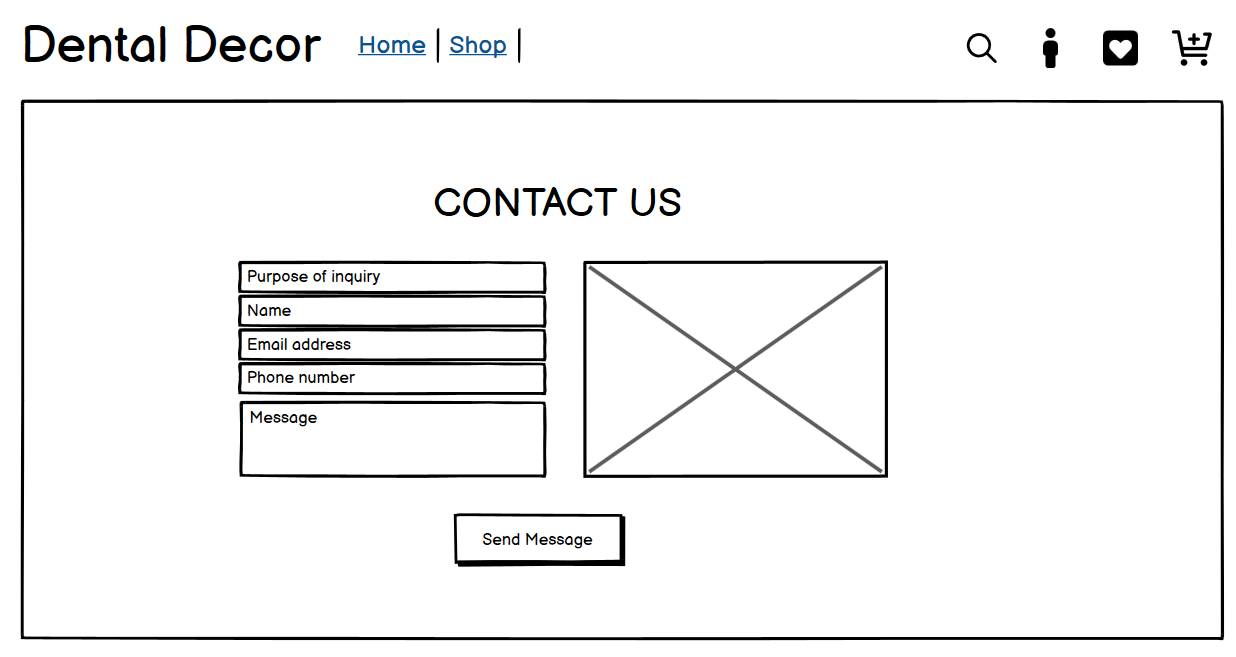 Dental Decor Home | Shop |
CONTACT US
Purpose of inquiry
Name
Email address
Phone number
Message
Send Message